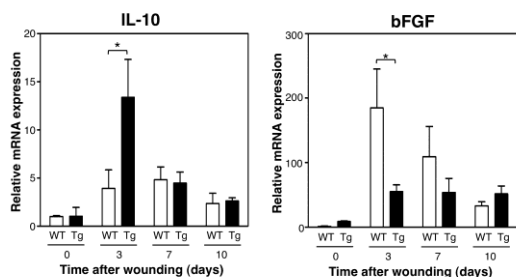 IL-10
Relative mRNA expression
20
15
10
5
0
*
WT Tg WT Tg WT Tg WT Tg
0 3 7 10
Time after wounding (days)
bFGF
Relative mRNA expression
300
200
100
0
*
WT Tg WT Tg WT Tg WT Tg
0 3 7 10
Time after wounding (days)